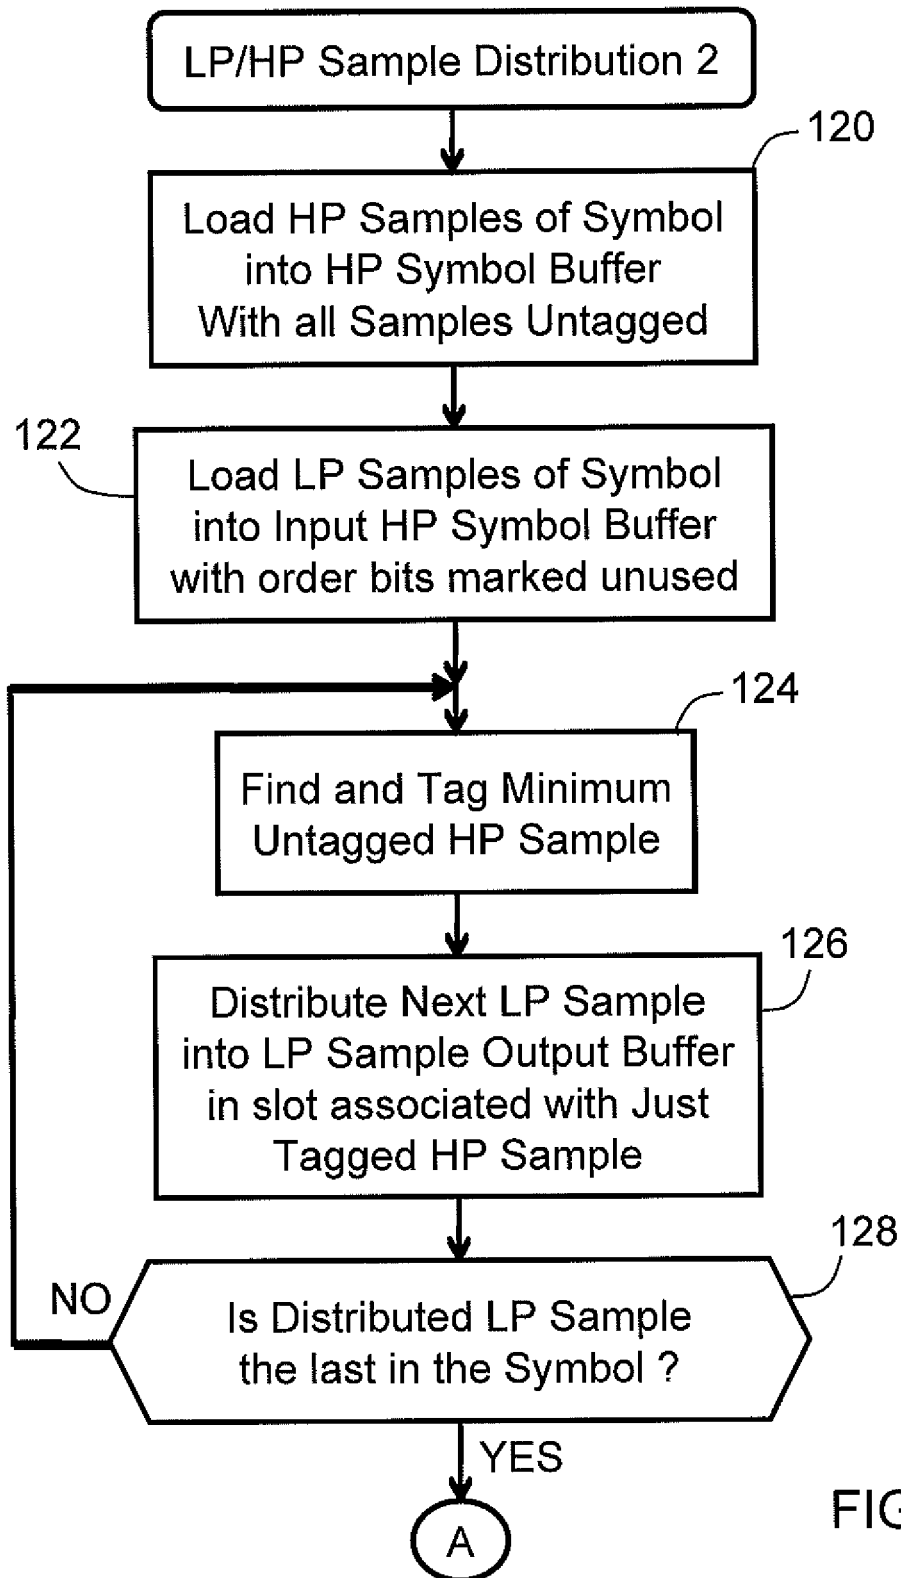 LP/HP Sample Distribution 2
120
Load HP Samples of Symbol
into HP Symbol Buffer
With all Samples Untagged
122
Load LP Samples of Symbol
into Input HP Symbol Buffer
with order bits marked unused
124
Find and Tag Minimum
Untagged HP Sample
126
Distribute Next LP Sample
into LP Sample Output Buffer
in slot associated with Just
Tagged HP Sample
128
NO
Is Distributed LP Sample
the last in the Symbol ?
YES
A